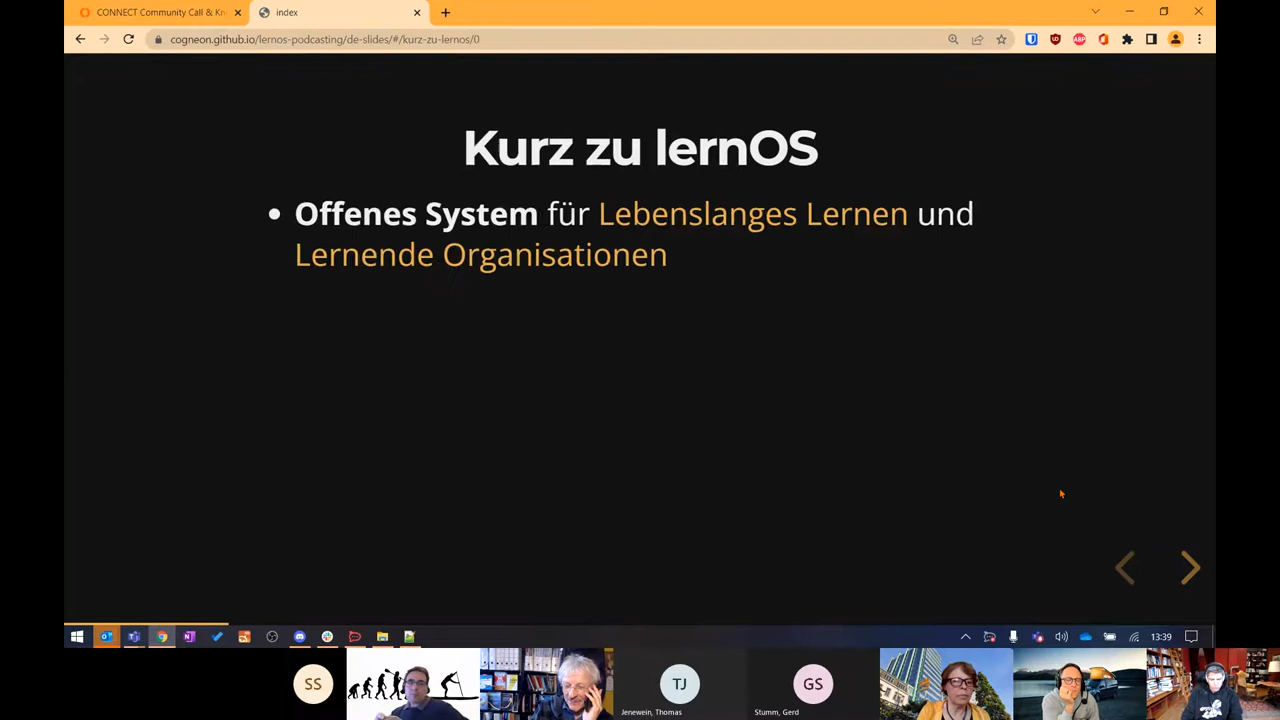 CONNECT Community Call & Kn
index
cogneon.github.io/lernos-podcasting/de-slides/#/kurz-zu-lernos/0
Kurz zu lernOS
• Offenes System für Lebenslanges Lernen und
Lernende Organisationen
13:39
SS
TJ
Jenewein, Thomas
GS
Stumm, Gerd